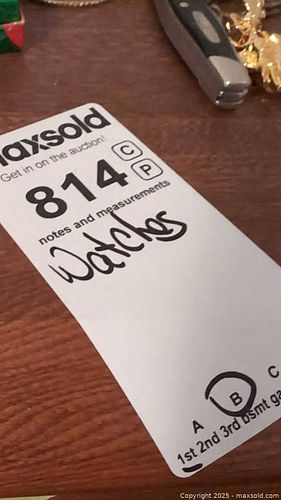 maxsold
Get in on the auction!
814 C P
notes and measurements
Watches
A B C
1st 2nd 3rd bsmt ga
Copyright 2025 - maxsold.com